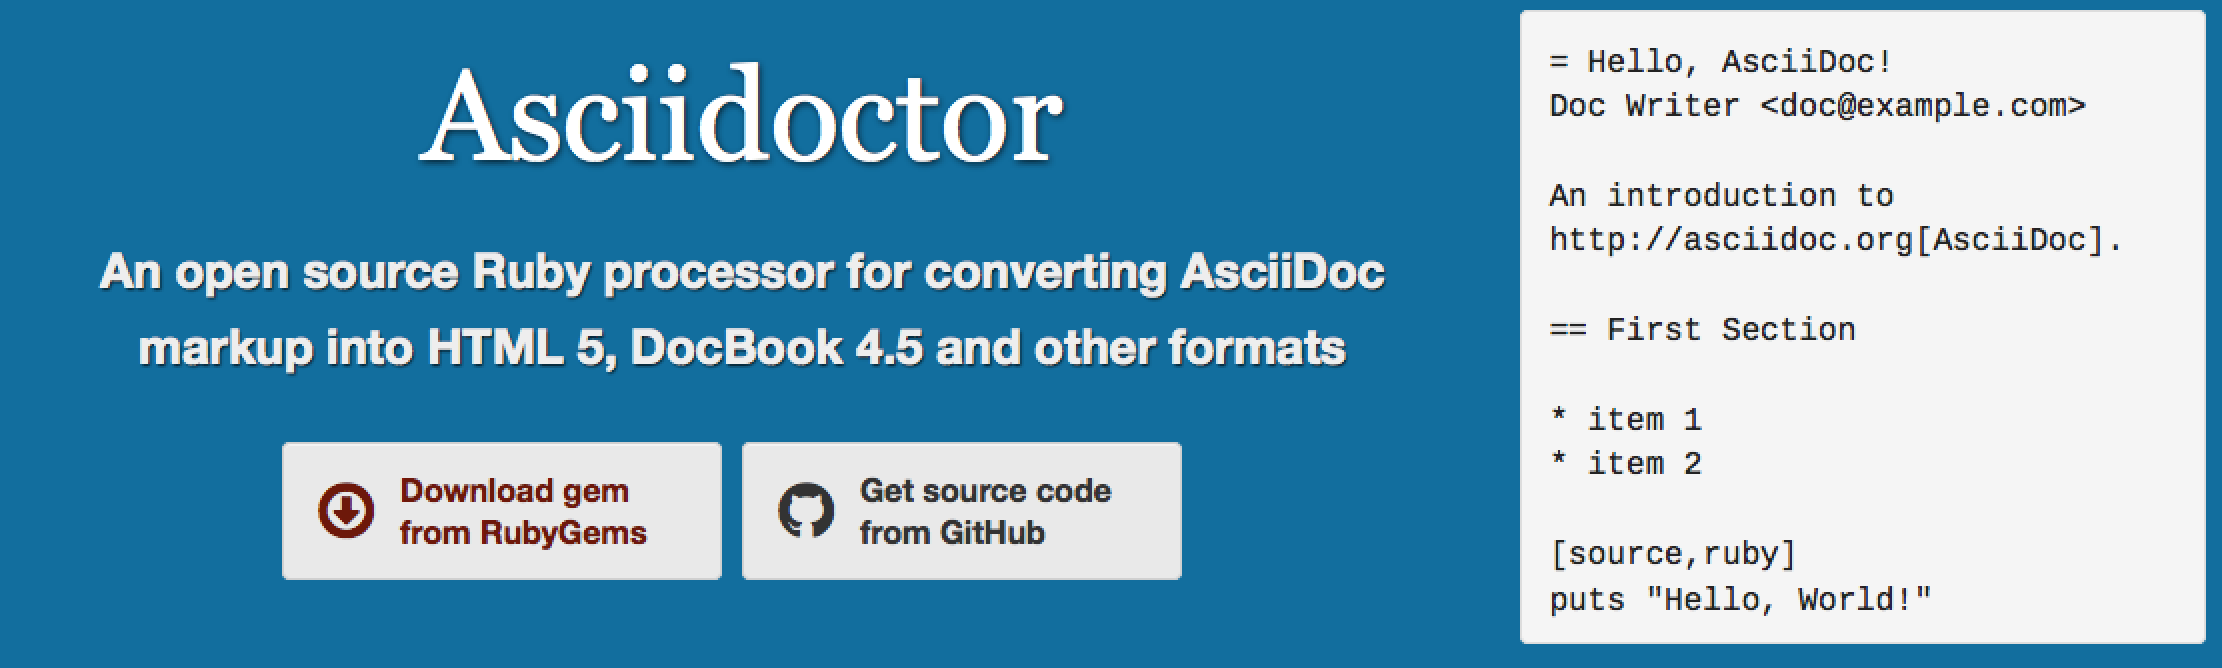 Asciidoctor
An open source Ruby processor for converting AsciiDoc
markup into HTML 5, DocBook 4.5 and other formats
Download gem
from RubyGems
Get source code
from GitHub
= Hello, AsciiDoc!
Doc Writer <doc@example.com>
An introduction to
http://asciidoc.org[AsciiDoc].
== First Section
* item 1
* item 2
[source,ruby]
puts "Hello, World!"